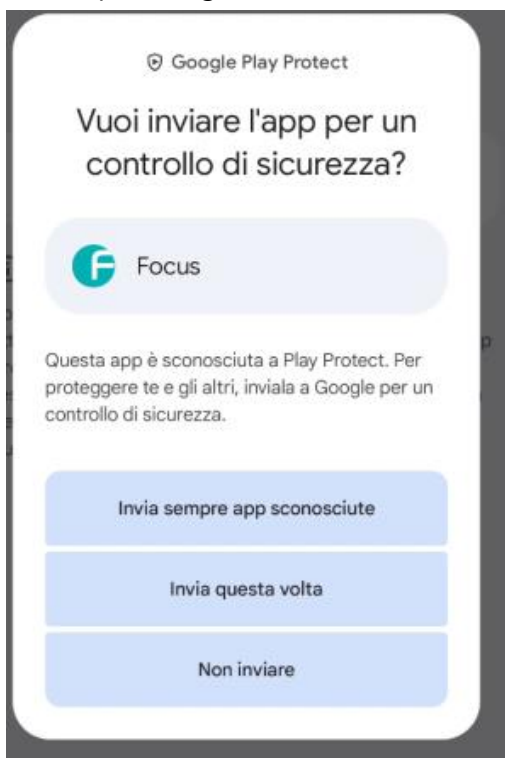 Google Play Protect
Vuoi inviare l'app per un
controllo di sicurezza?
Focus
Questa app è sconosciuta a Play Protect. Per
proteggere te e gli altri, inviala a Google per un
controllo di sicurezza.
Invia sempre app sconosciute
Invia questa volta
Non inviare